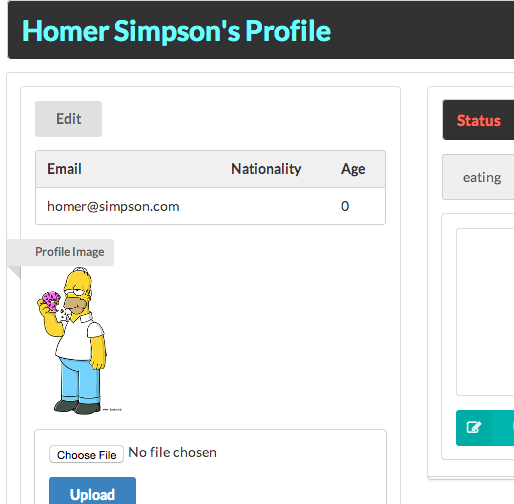 Homer Simpson's Profile
Edit
Email Nationality Age
homer@simpson.com 0
Profile Image
Choose File No file chosen
Upload
Status
eating